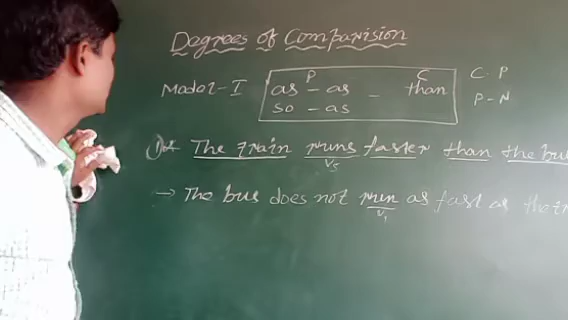 Degrees of Comparision
P C C - P
Model-I as - as - than P - N
so - as
The train runs faster than the bus
V5
→ The bus does not run as fast as the
V1